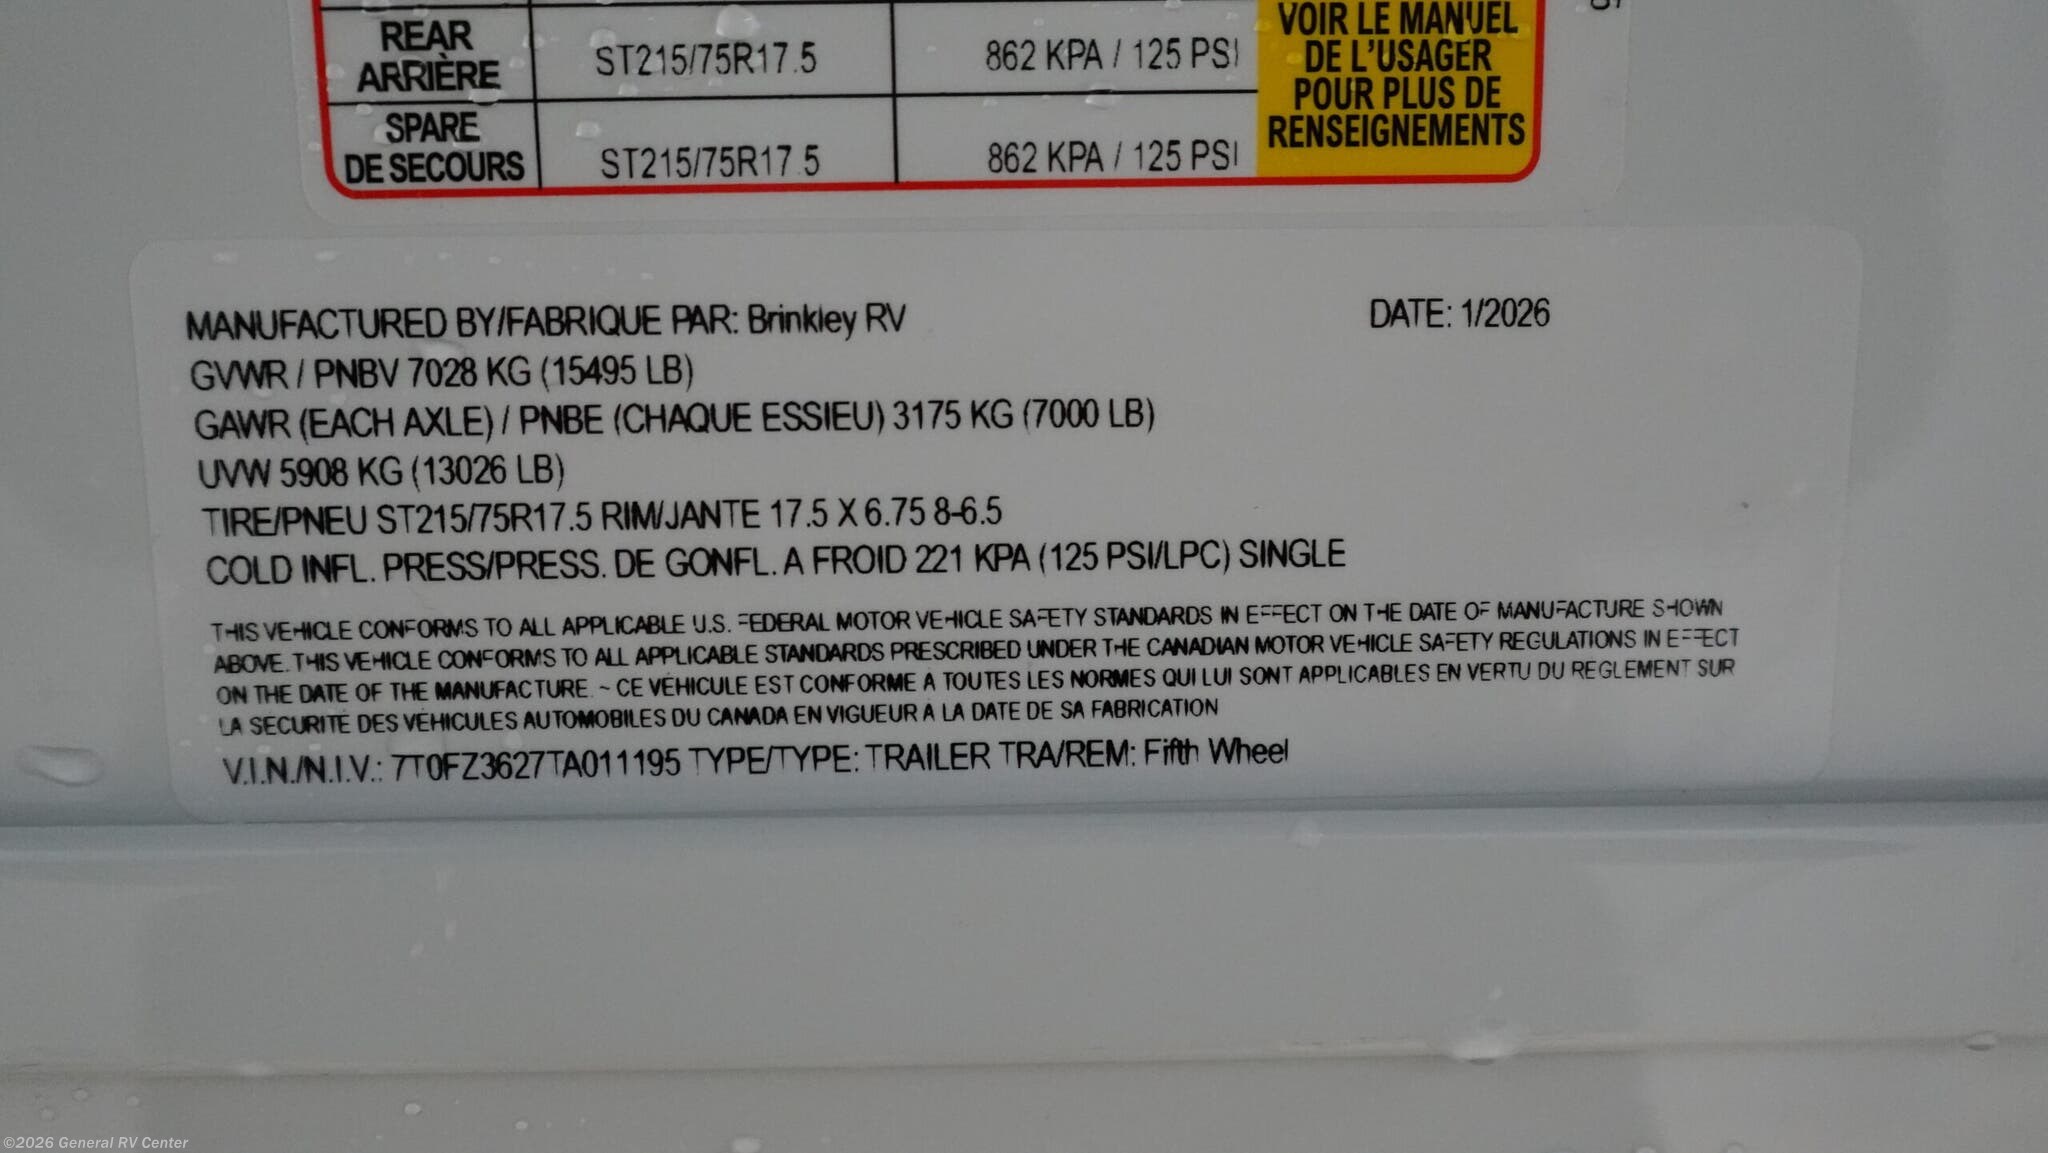 REAR
ARRIÈRE
ST215/75R17.5
862 KPA / 125 PSI
SPARE
DE SECOURS
ST215/75R17.5
862 KPA / 125 PSI
VOIR LE MANUEL
DE L'USAGER
POUR PLUS DE
RENSEIGNEMENTS
MANUFACTURED BY/FABRIQUE PAR: Brinkley RV
DATE: 1/2026
GVWR / PNBV 7028 KG (15495 LB)
GAWR (EACH AXLE) / PNBE (CHAQUE ESSIEU) 3175 KG (7000 LB)
UVW 5908 KG (13026 LB)
TIRE/PNEU ST215/75R17.5 RIM/JANTE 17.5 X 6.75 8-6.5
COLD INFL. PRESS/PRESS. DE GONFL. A FROID 221 KPA (125 PSI/LPC) SINGLE
THIS VEHICLE CONFORMS TO ALL APPLICABLE U.S. FEDERAL MOTOR VEHICLE SAFETY STANDARDS IN EFFECT ON THE DATE OF MANUFACTURE SHOWN
ABOVE. THIS VEHICLE CONFORMS TO ALL APPLICABLE STANDARDS PRESCRIBED UNDER THE CANADIAN MOTOR VEHICLE SAFETY REGULATIONS IN EFFECT
ON THE DATE OF THE MANUFACTURE. ~ CE VÉHICULE EST CONFORME A TOUTES LES NORMES QUI LUI SONT APPLICABLES EN VERTU DU RÉGLEMENT SUR
LA SÉCURITÉ DES VÉHICULES AUTOMOBILES DU CANADA EN VIGUEUR Á LA DATE DE SA FABRICATION
V.I.N./N.I.V.: 7T0FZ3627TA011195 TYPE/TYPE: TRAILER TRA/REM: Fifth Wheel
©2026 General RV Center